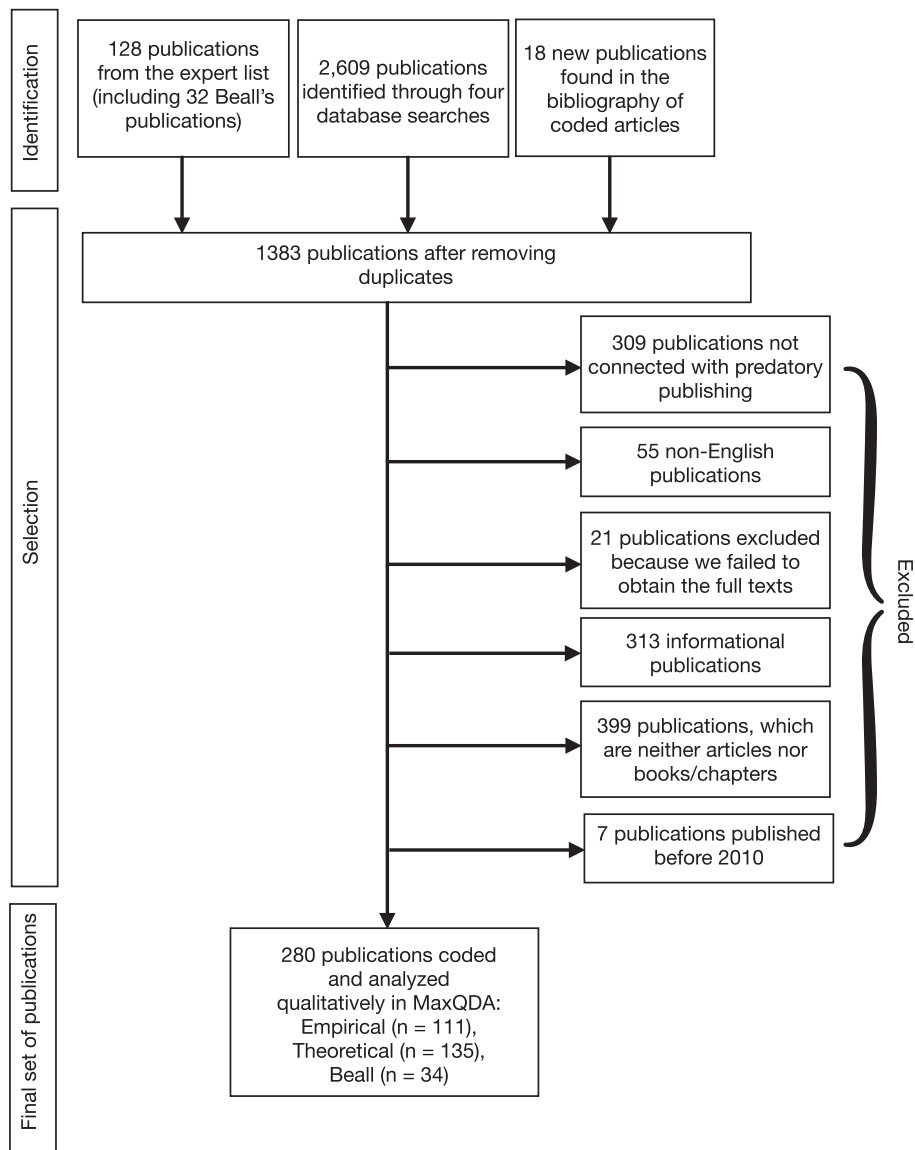 Identification
128 publications
from the expert list
(including 32 Beall's
publications)
2,609 publications
identified through four
database searches
18 new publications
found in the
bibliography of
coded articles
Selection
1383 publications after removing
duplicates
309 publications not
connected with predatory
publishing
55 non-English
publications
21 publications excluded
because we failed to
obtain the full texts
313 informational
publications
399 publications, which
are neither articles nor
books/chapters
7 publications published
before 2010
Excluded
Final set of publications
280 publications coded
and analyzed
qualitatively in MaxQDA:
Empirical (n = 111),
Theoretical (n = 135),
Beall (n = 34)